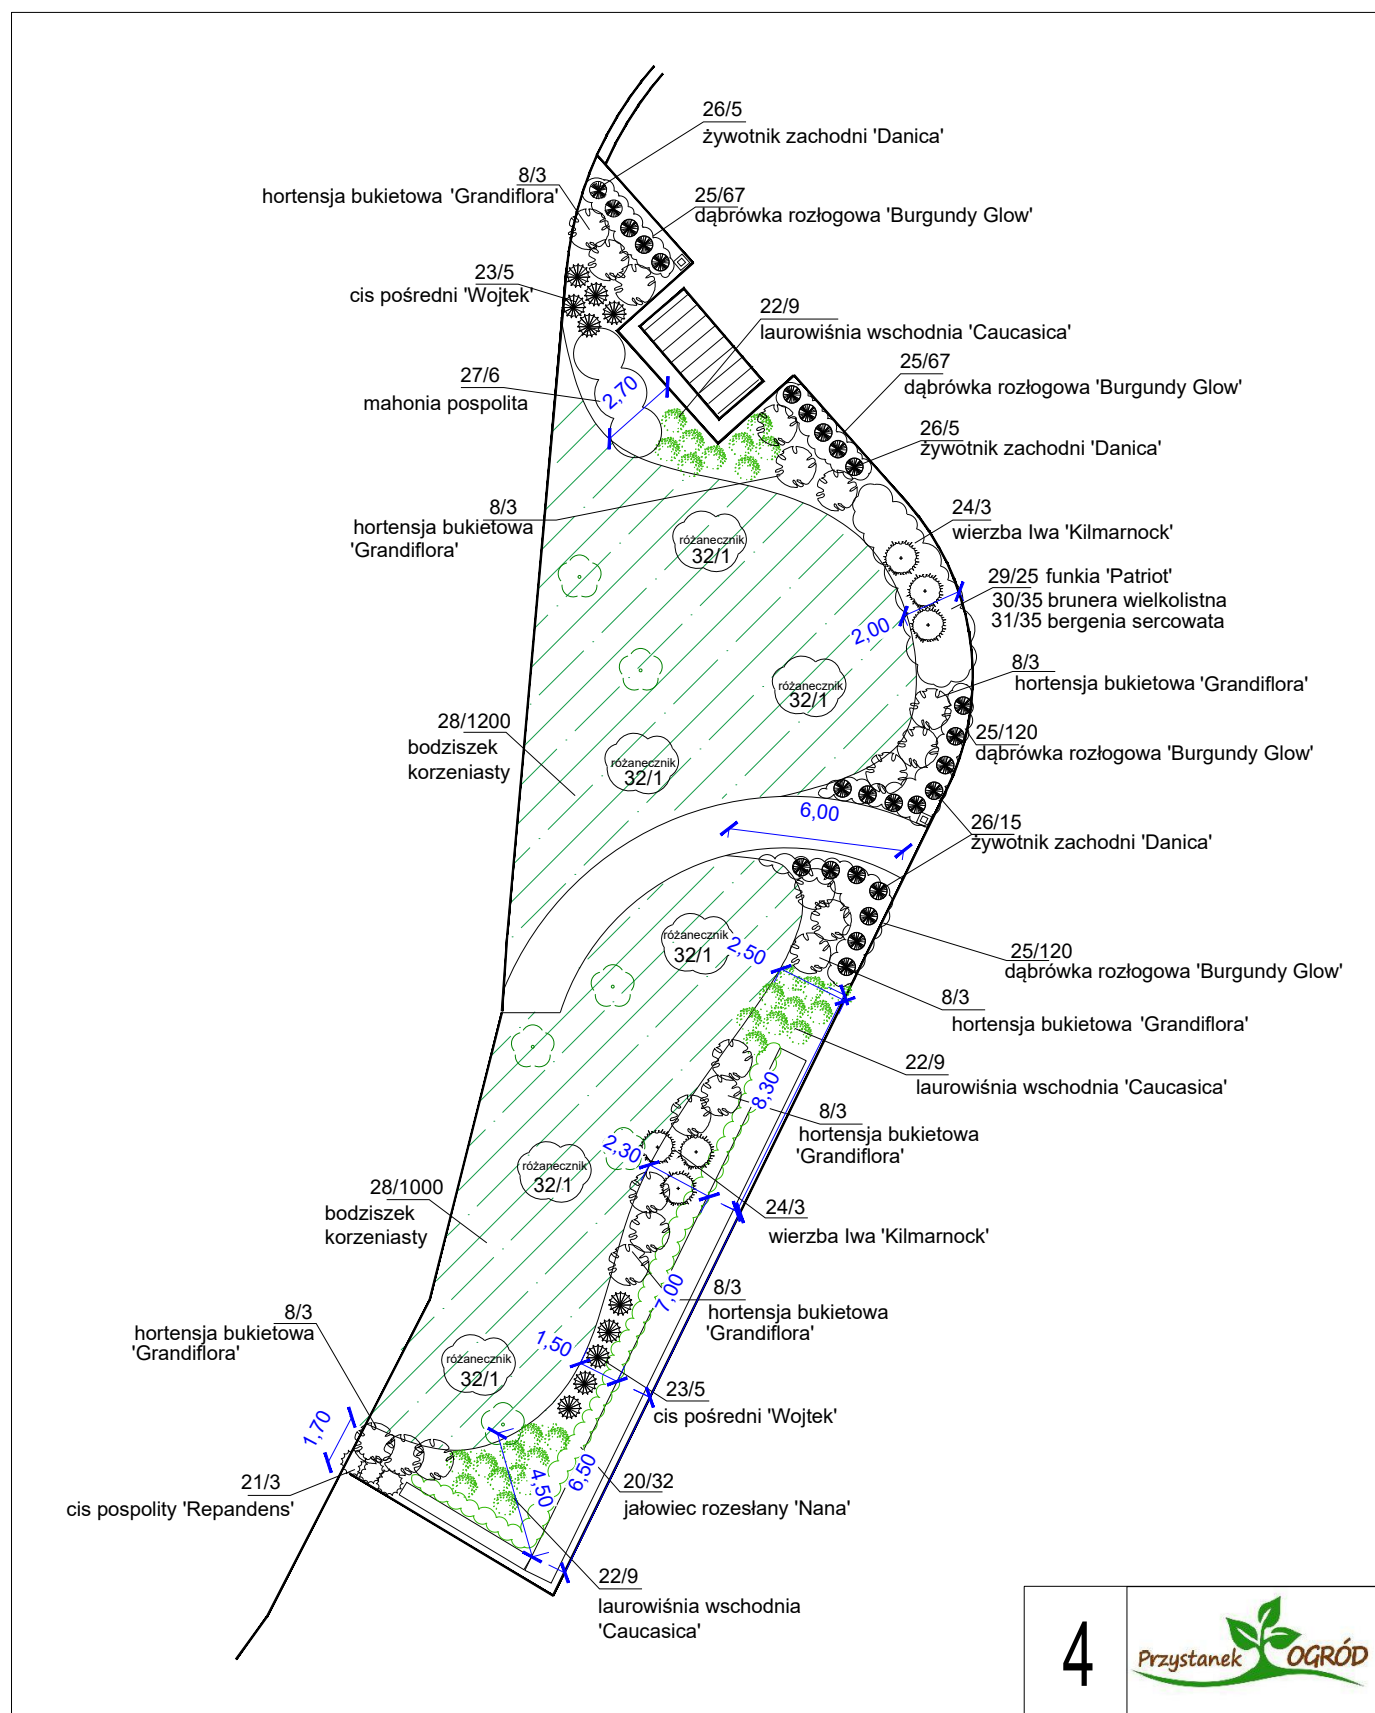 26/5
żywotnik zachodni 'Danica'
8/3
hortensja bukietowa 'Grandiflora'
25/67
dąbrówka rozłogowa 'Burgundy Glow'
23/5
cis pośredni 'Wojtek'
22/9
laurowiśnia wschodnia 'Caucasica'
25/67
dąbrówka rozłogowa 'Burgundy Glow'
27/6
mahonia pospolita
2,70
26/5
żywotnik zachodni 'Danica'
8/3
hortensja bukietowa
'Grandiflora'
24/3
wierzba Iwa 'Kilmarnock'
różanecznik
32/1
29/25 funkia 'Patriot'
30/35 brunera wielkolistna
31/35 bergenia sercowata
2,00
8/3
hortensja bukietowa 'Grandiflora'
różanecznik
32/1
28/1200
bodziszek
korzeniasty
25/120
dąbrówka rozłogowa 'Burgundy Glow'
różanecznik
32/1
6,00
26/15
żywotnik zachodni 'Danica'
różanecznik
32/1
2,50
25/120
dąbrówka rozłogowa 'Burgundy Glow'
8/3
hortensja bukietowa 'Grandiflora'
22/9
laurowiśnia wschodnia 'Caucasica'
8,30
8/3
hortensja bukietowa
'Grandiflora'
2,30
różanecznik
32/1
28/1000
bodziszek
korzeniasty
24/3
wierzba Iwa 'Kilmarnock'
7,00
8/3
hortensja bukietowa
'Grandiflora'
8/3
hortensja bukietowa
'Grandiflora'
1,50
różanecznik
32/1
23/5
cis pośredni 'Wojtek'
1,70
21/3
cis pospolity 'Repandens'
4,50
6,50
20/32
jałowiec rozesłany 'Nana'
22/9
laurowiśnia wschodnia
'Caucasica'
4
Przystanek OGRÓD